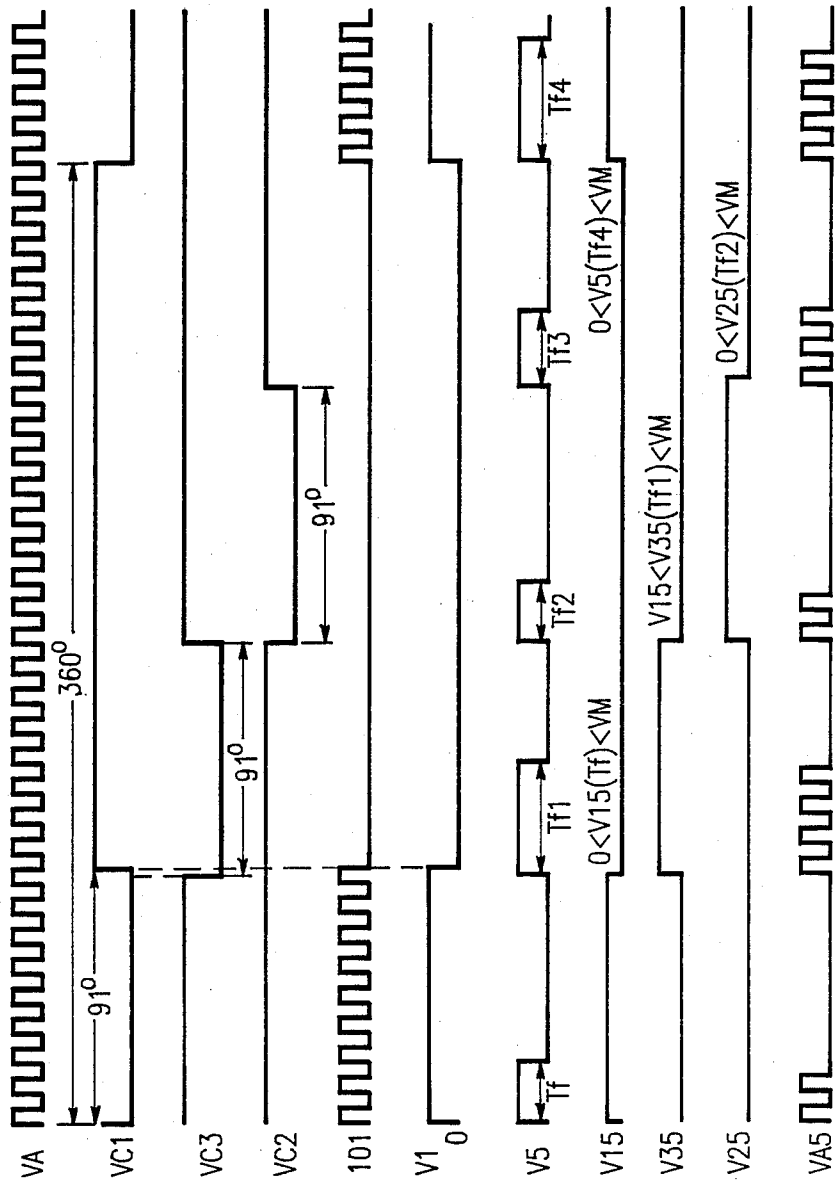 VA
360°
VC1
91°
VC3
91°
VC2
91°
101
V1
0
V5
Tf
Tf1
Tf2
Tf3
Tf4
V15
0<V15(Tf)<VM
0<V5(Tf4)<VM
V35
V15<V35(Tf1)<VM
V25
0<V25(Tf2)<VM
VA5